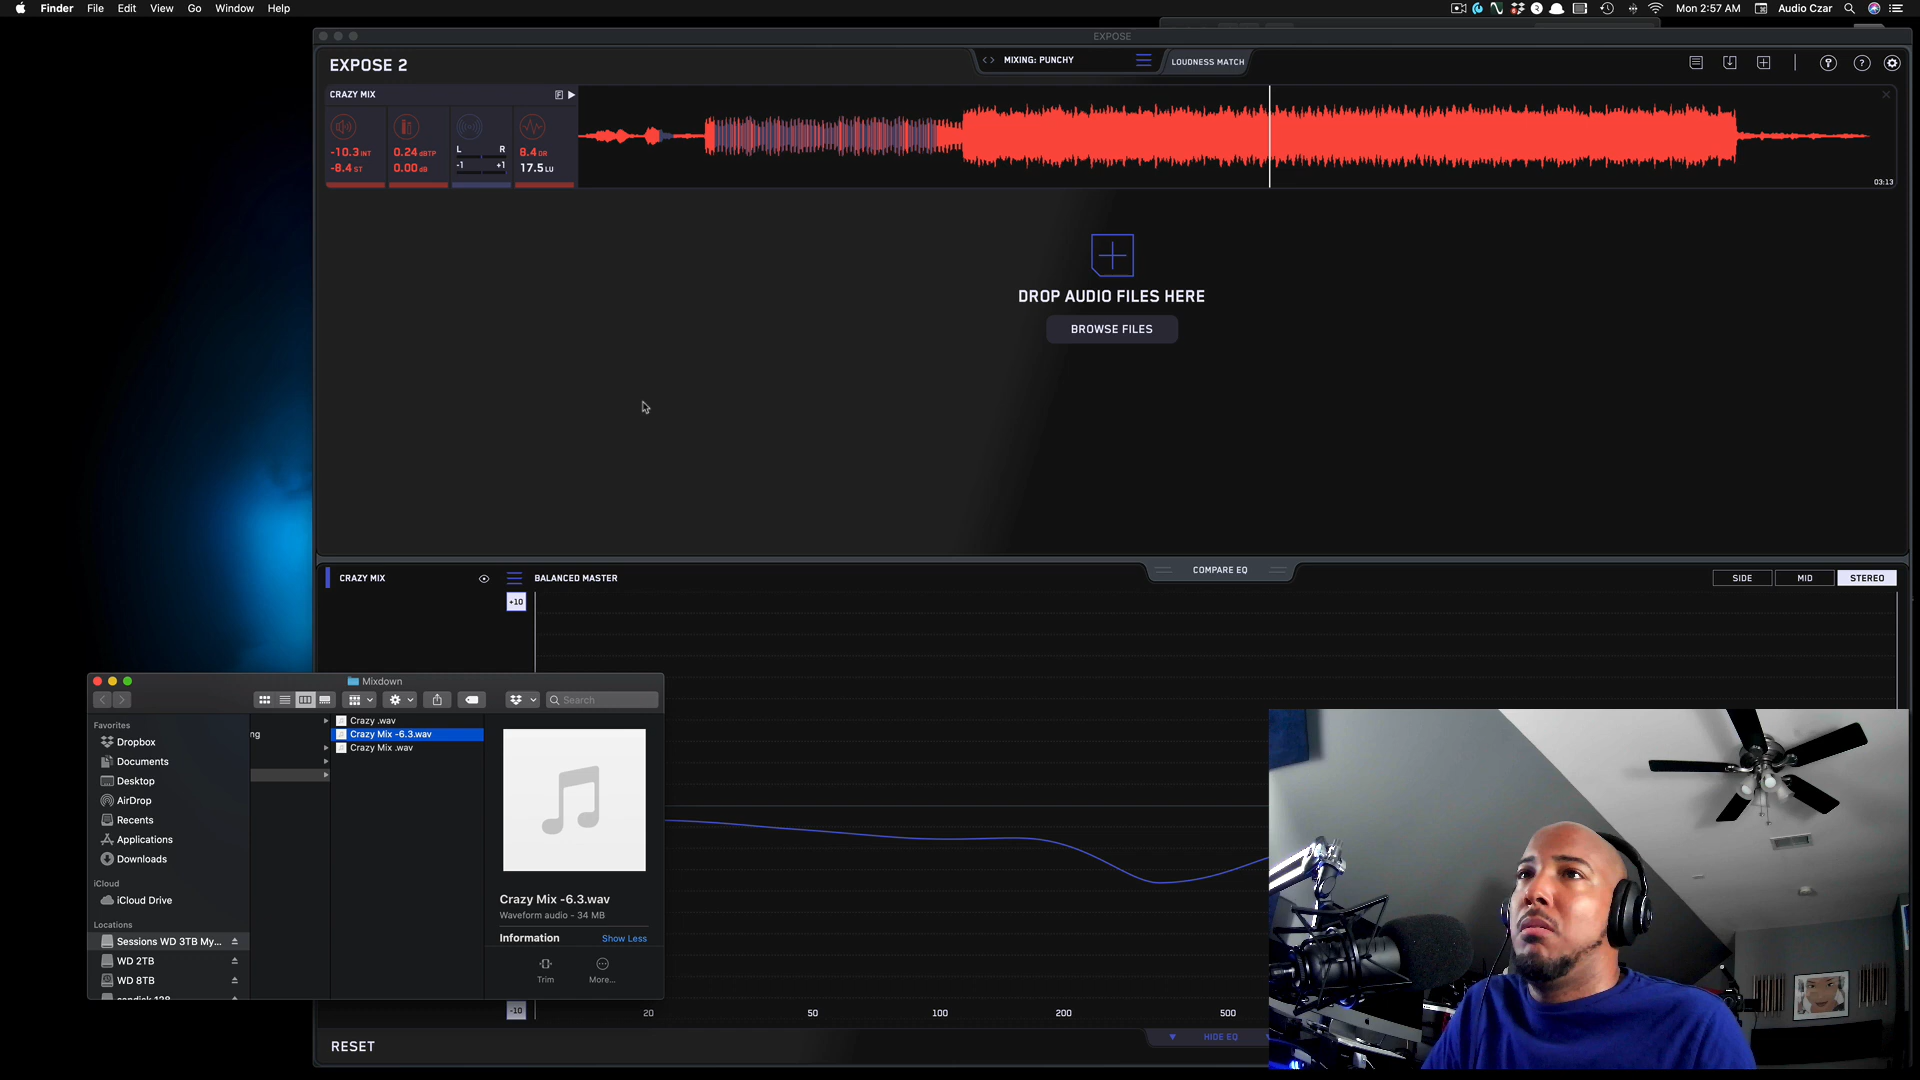 Finder File Edit View Go Window Help
Mon 2:57 AM Audio Czar
EXPOSE
EXPOSE 2
MIXING: PUNCHY
LOUDNESS MATCH
CRAZY MIX
F
-10.3 INT
-8.4 ST
0.24 dBTP
0.00 dB
L R
-1 +1
8.4 DR
17.5 LU
03:13
DROP AUDIO FILES HERE
BROWSE FILES
COMPARE EQ
CRAZY MIX
BALANCED MASTER
SIDE MID STEREO
+10
Mixdown
Search
Favorites
Dropbox
Documents
Desktop
AirDrop
Recents
Applications
Downloads
iCloud
iCloud Drive
Locations
Sessions WD 3TB My...
WD 2TB
WD 8TB
ng
Crazy .wav
Crazy Mix -6.3.wav
Crazy Mix .wav
Crazy Mix -6.3.wav
Waveform audio - 34 MB
Information Show Less
Trim More...
-10
20 50 100 200 500
RESET
HIDE EQ